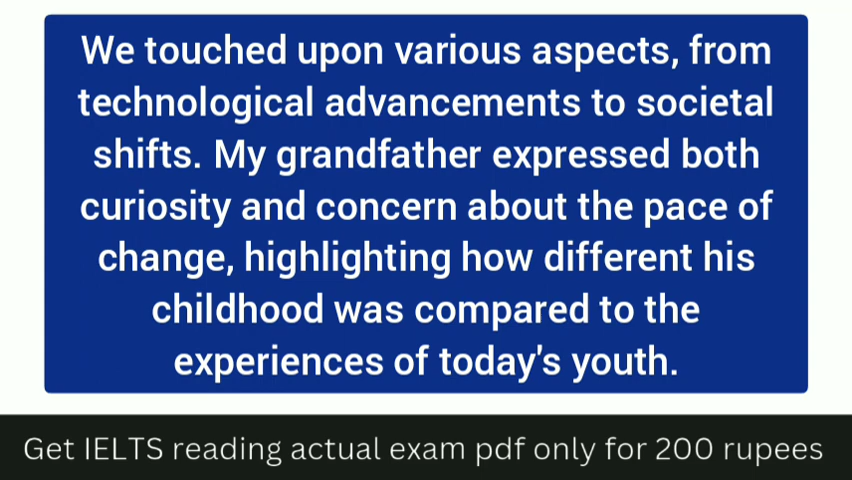 We touched upon various aspects, from
technological advancements to societal
shifts. My grandfather expressed both
curiosity and concern about the pace of
change, highlighting how different his
childhood was compared to the
experiences of today's youth.
Get IELTS reading actual exam pdf only for 200 rupees